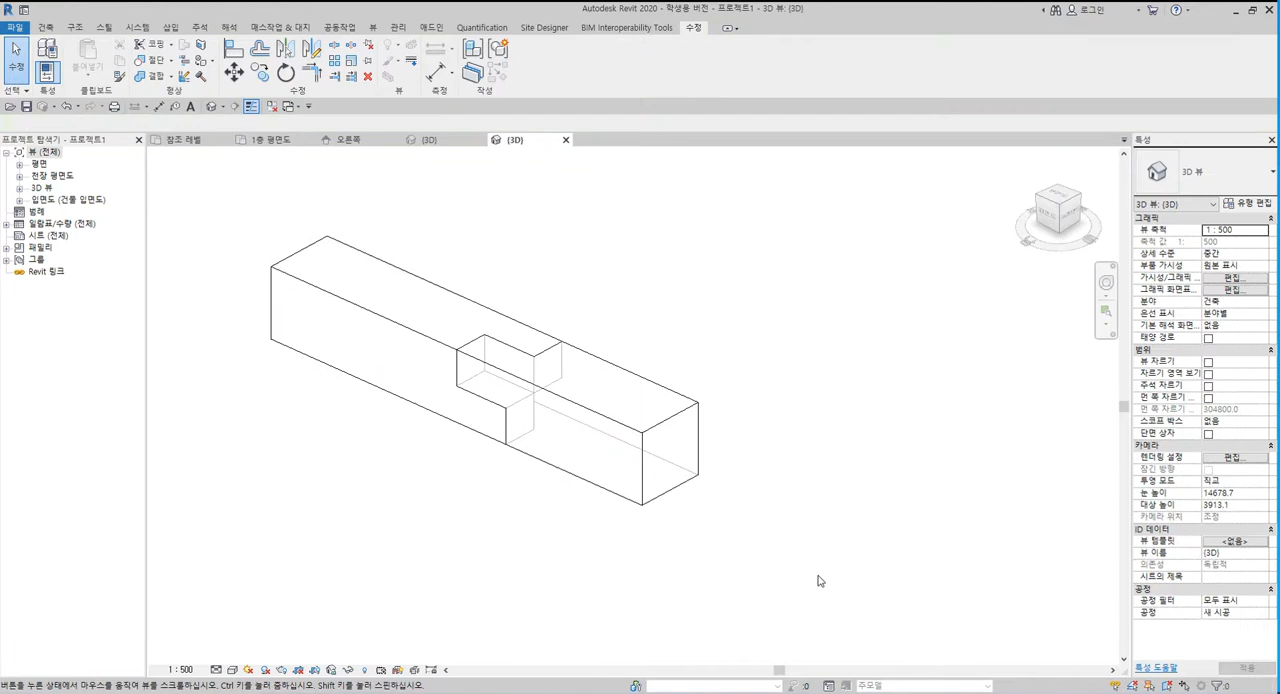 Autodesk Revit 2020 - 학생용 버전 - 프로젝트1 - 3D 뷰: {3D}
로그인
파일 건축 구조 스틸 시스템 삽입 주석 해석 매스작업 & 대지 공동작업 뷰 관리 애드인 Quantification Site Designer BIM Interoperability Tools 수정
수정 붙여넣기 코핑 절단 결합
선택 특성 클립보드 형상 수정 뷰 측정 작성
프로젝트 탐색기 - 프로젝트1
참조 레벨 1층 평면도 오른쪽 {3D} {3D}
뷰 (전체)
평면
천장 평면도
3D 뷰
입면도 (건물 입면도)
범례
일람표/수량 (전체)
시트 (전체)
패밀리
그룹
Revit 링크
특성
3D 뷰
3D 뷰: {3D} 유형 편집
그래픽
뷰 축척 1 : 500
축척 값 1: 500
상세 수준 중간
부품 가시성 원본 표시
가시성/그래픽 ... 편집...
그래픽 화면표... 편집...
분야 건축
은선 표시 분야별
기본 해석 화면... 없음
태양 경로
범위
뷰 자르기
자르기 영역 보기
주석 자르기
먼 쪽 자르기 ...
먼 쪽 자르기 ... 304800.0
스코프 박스 없음
단면 상자
카메라
렌더링 설정 편집...
잠긴 방향
투영 모드 직교
눈 높이 14678.7
대상 높이 3913.1
카메라 위치 조정
ID 데이터
뷰 템플릿 <없음>
뷰 이름 {3D}
의존성 독립적
시트의 제목
공정
공정 필터 모두 표시
공정 새 시공
특성 도움말 적용
1 : 500
버튼을 누른 상태에서 마우스를 움직여 뷰를 스크롤하십시오. Ctrl 키를 눌러 줌하십시오. Shift 키를 눌러 스핀하십시오.
:0 주모델 :0